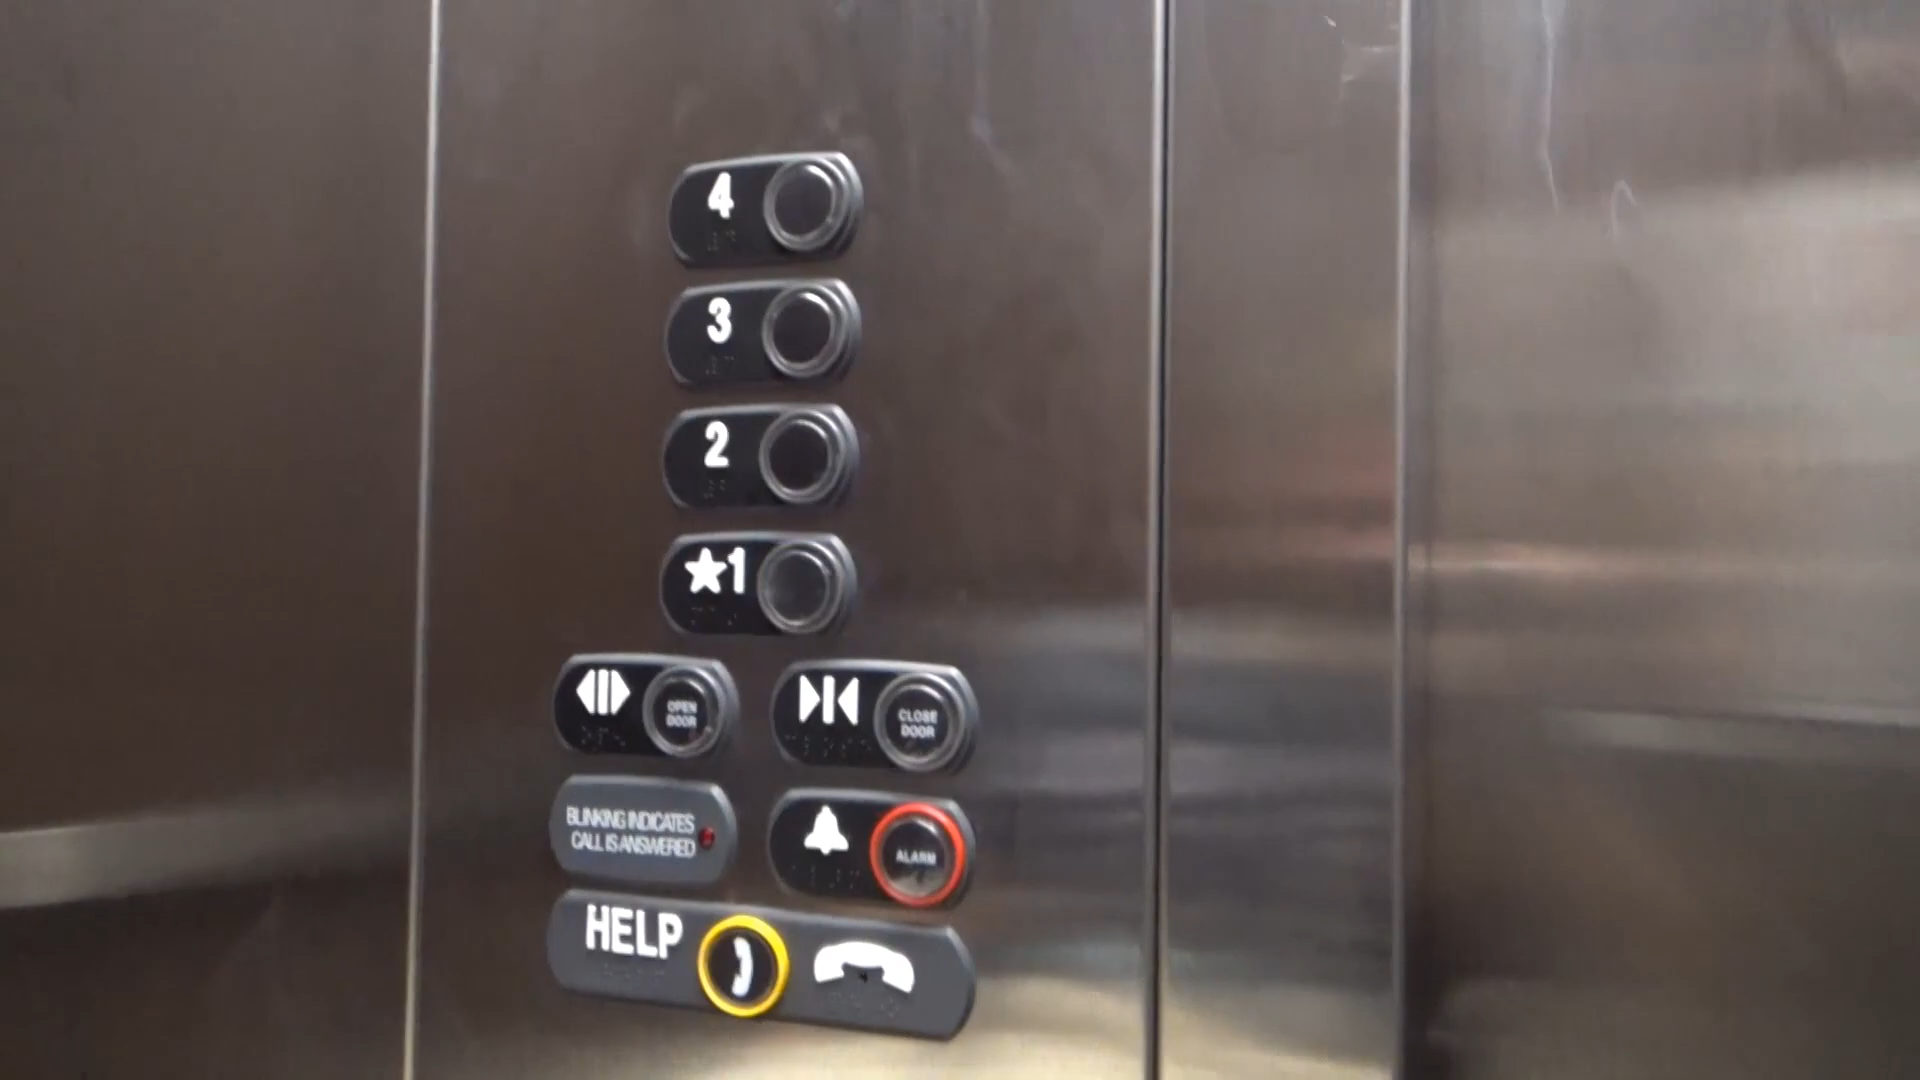 4
3
2
★1
OPEN
DOOR
CLOSE
DOOR
BLINKING INDICATES
CALL IS ANSWERED
ALARM
HELP